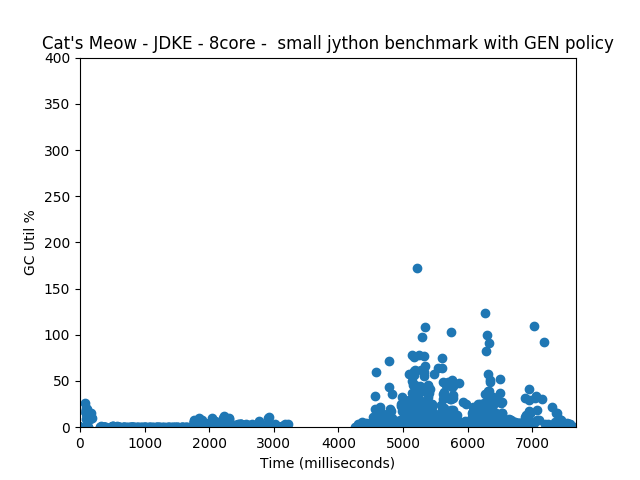 Cat's Meow - JDKE - 8core -  small jython benchmark with GEN policy
400
350
300
250
200
150
100
50
0
GC Util %
0 1000 2000 3000 4000 5000 6000 7000
Time (milliseconds)